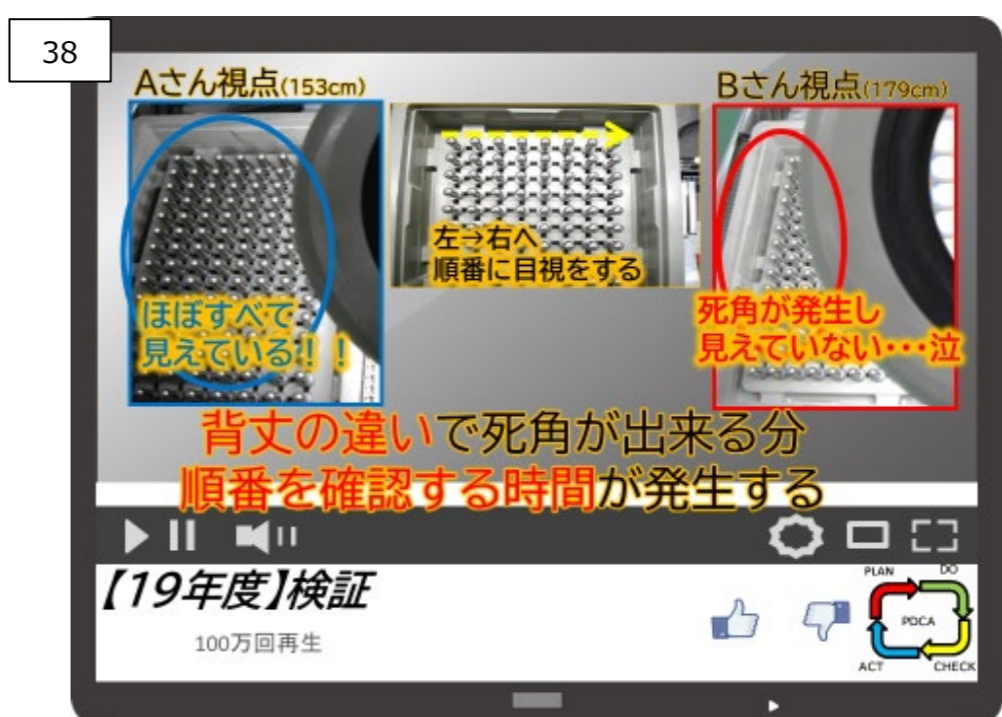 38
Aさん視点(153cm)
Bさん視点(179cm)
ほぼすべて
見えている！！
左→右へ
順番に目視をする
死角が発生し
見えていない・・・泣
背丈の違いで死角が出来る分
順番を確認する時間が発生する
【19年度】検証
100万回再生
PLAN
DO
PDCA
ACT
CHECK